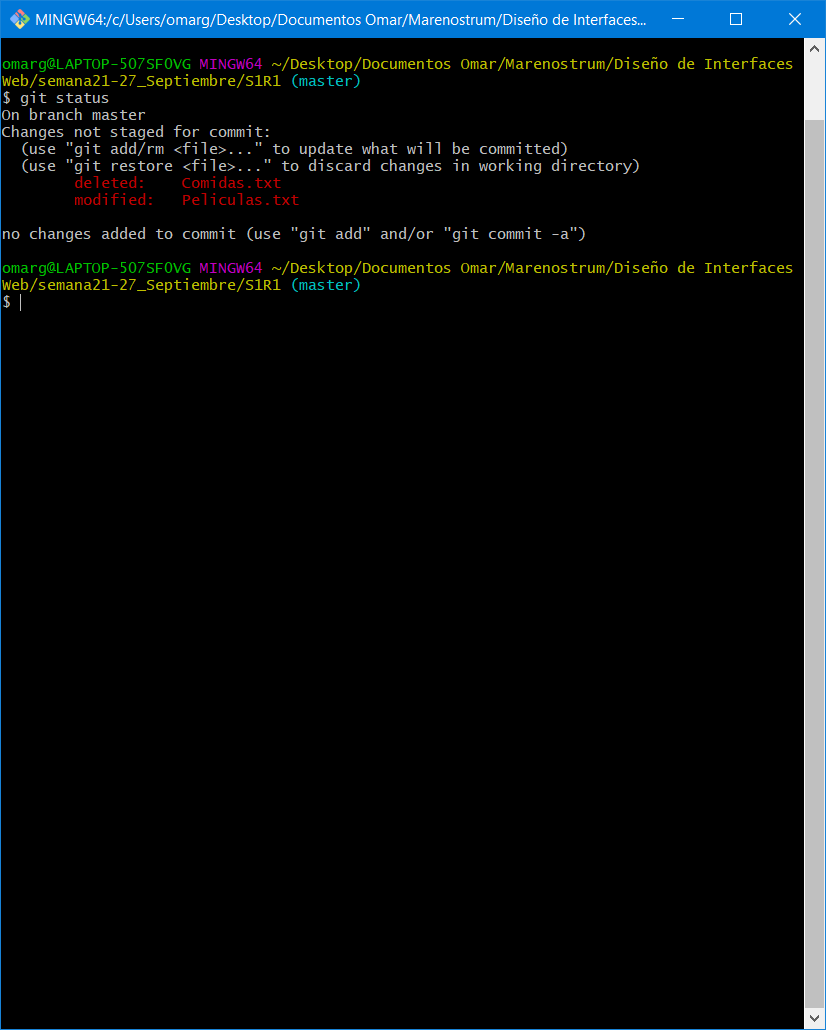 MINGW64:/c/Users/omarg/Desktop/Documentos Omar/Marenostrum/Diseño de Interfaces...
omarg@LAPTOP-507SF0VG MINGW64 ~/Desktop/Documentos Omar/Marenostrum/Diseño de Interfaces
Web/semana21-27_Septiembre/S1R1 (master)
$ git status
On branch master
Changes not staged for commit:
  (use "git add/rm <file>..." to update what will be committed)
  (use "git restore <file>..." to discard changes in working directory)
        deleted:    Comidas.txt
        modified:   Peliculas.txt
no changes added to commit (use "git add" and/or "git commit -a")
omarg@LAPTOP-507SF0VG MINGW64 ~/Desktop/Documentos Omar/Marenostrum/Diseño de Interfaces
Web/semana21-27_Septiembre/S1R1 (master)
$